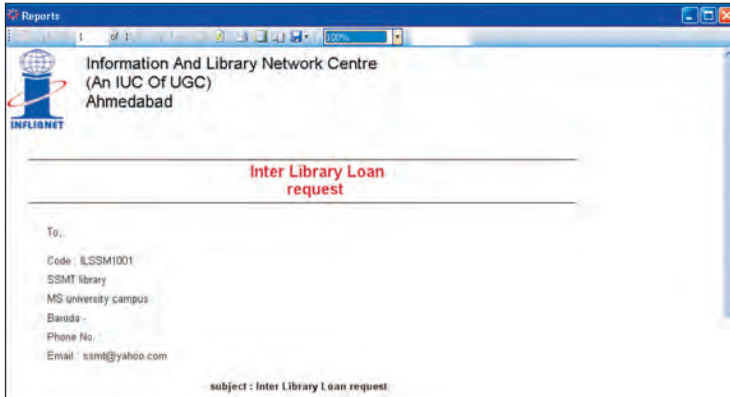 Reports
1 of 1 100%
Information And Library Network Centre
(An IUC Of UGC)
Ahmedabad
INFLIBNET
Inter Library Loan
request
To,
Code : ILSSM1001
SSMT library
MS university campus
Baroda -
Phone No. :
Email : ssmt@yahoo.com
subject : Inter Library Loan request